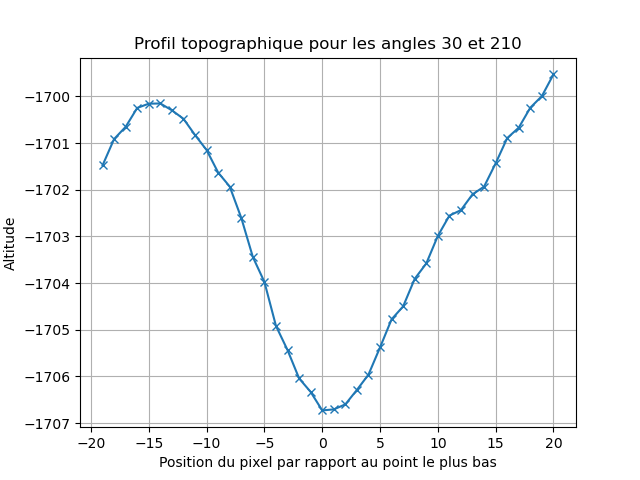 Profil topographique pour les angles 30 et 210
Altitude
−1700
−1701
−1702
−1703
−1704
−1705
−1706
−1707
−20 −15 −10 −5 0 5 10 15 20
Position du pixel par rapport au point le plus bas